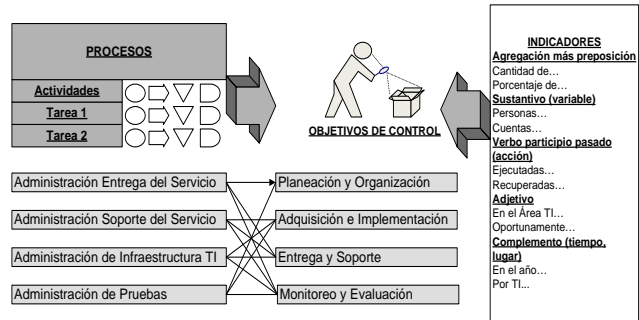 PROCESOS
Actividades
Tarea 1
Tarea 2
OBJETIVOS DE CONTROL
INDICADORES
Agregación más preposición
Cantidad de…
Porcentaje de…
Sustantivo (variable)
Personas…
Cuentas…
Verbo participio pasado
(acción)
Ejecutadas…
Recuperadas…
Adjetivo
En el Área TI…
Oportunamente…
Complemento (tiempo,
lugar)
En el año…
Por TI...
Administración Entrega del Servicio
Planeación y Organización
Administración Soporte del Servicio
Adquisición e Implementación
Administración de Infraestructura TI
Entrega y Soporte
Administración de Pruebas
Monitoreo y Evaluación